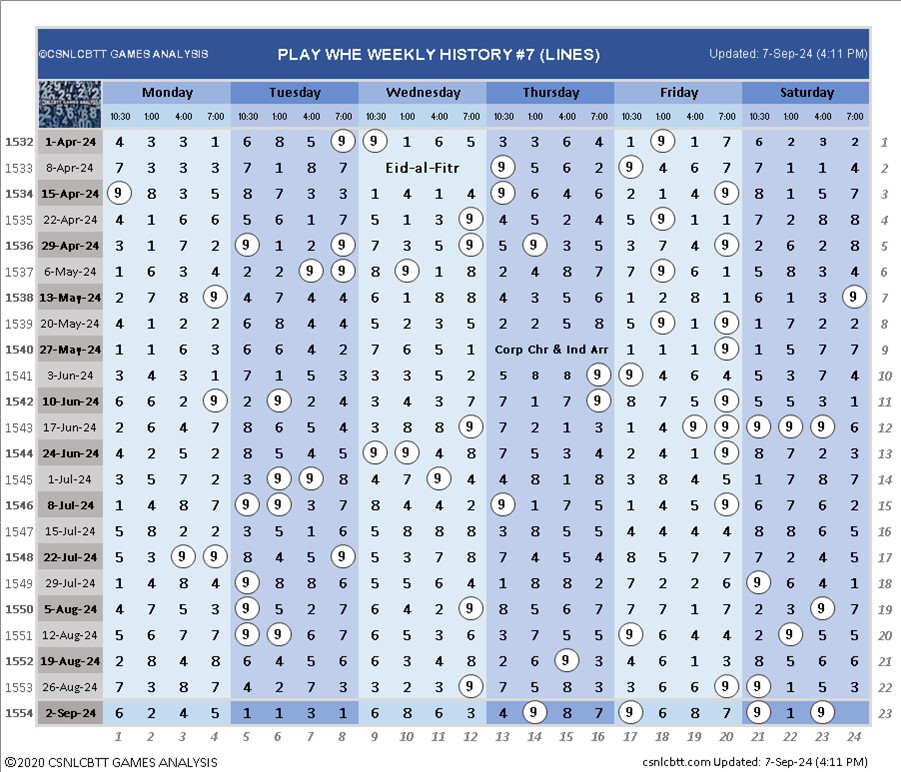 ©CSNLCBTT GAMES ANALYSIS PLAY WHE WEEKLY HISTORY #7 (LINES) Updated: 7-Sep-24 (4:11 PM)
Monday Tuesday Wednesday Thursday Friday Saturday
10:30 1:00 4:00 7:00 10:30 1:00 4:00 7:00 10:30 1:00 4:00 7:00 10:30 1:00 4:00 7:00 10:30 1:00 4:00 7:00 10:30 1:00 4:00 7:00
1532 1-Apr-24 4 3 3 1 6 8 5 9 9 1 6 5 3 3 6 4 1 9 1 7 6 2 3 2 1
1533 8-Apr-24 7 3 3 3 7 1 8 7 Eid-al-Fitr 9 5 6 2 9 4 6 7 7 1 1 4 2
1534 15-Apr-24 9 8 3 5 8 7 3 3 1 4 1 4 9 6 4 6 2 1 4 9 8 1 5 7 3
1535 22-Apr-24 4 1 6 6 5 6 1 7 5 1 3 9 4 5 2 4 5 9 1 1 7 2 8 8 4
1536 29-Apr-24 3 1 7 2 9 1 2 9 7 3 5 9 5 9 3 5 3 7 4 9 2 6 2 8 5
1537 6-May-24 1 6 3 4 2 2 9 9 8 9 1 8 2 4 8 7 7 9 6 1 5 8 3 4 6
1538 13-May-24 2 7 8 9 4 7 4 4 6 1 8 8 4 3 5 6 1 2 8 1 6 1 3 9 7
1539 20-May-24 4 1 2 2 6 8 4 4 5 2 3 5 2 2 5 8 5 9 1 9 1 7 2 2 8
1540 27-May-24 1 1 6 3 6 6 4 2 7 6 5 1 Corp Chr & Ind Arr 1 1 1 9 1 5 7 7 9
1541 3-Jun-24 3 4 3 1 7 1 5 3 3 3 5 2 5 8 8 9 9 4 6 4 5 3 7 4 10
1542 10-Jun-24 6 6 2 9 2 9 2 4 3 4 3 7 7 1 7 9 8 7 5 9 5 5 3 1 11
1543 17-Jun-24 2 6 4 7 8 6 5 4 3 8 8 9 7 2 1 3 1 4 9 9 9 9 9 6 12
1544 24-Jun-24 4 2 5 2 8 5 4 5 9 9 4 8 7 5 3 4 2 4 1 9 8 7 2 3 13
1545 1-Jul-24 3 5 7 2 3 9 9 8 4 7 9 4 4 8 1 8 3 8 4 5 1 7 8 7 14
1546 8-Jul-24 1 4 8 7 9 9 3 7 8 4 4 2 9 1 7 5 1 4 5 9 6 7 6 2 15
1547 15-Jul-24 5 8 2 2 3 5 1 6 5 8 8 8 3 8 5 5 4 4 4 4 8 8 6 5 16
1548 22-Jul-24 5 3 9 9 8 4 5 9 5 3 7 8 7 4 5 4 8 5 7 7 7 2 4 5 17
1549 29-Jul-24 1 4 8 4 9 8 8 6 5 5 6 4 1 8 8 2 7 2 2 6 9 6 4 1 18
1550 5-Aug-24 4 7 5 3 9 5 2 7 6 4 2 9 8 5 6 7 7 7 1 7 2 3 9 7 19
1551 12-Aug-24 5 6 7 7 9 9 6 7 6 5 3 6 3 7 5 5 9 6 4 4 2 9 5 5 20
1552 19-Aug-24 2 8 4 8 6 4 5 6 6 3 4 8 2 6 9 3 4 6 1 3 8 5 6 6 21
1553 26-Aug-24 7 3 8 7 4 2 7 3 3 2 3 9 7 5 8 3 3 6 6 9 9 1 5 3 22
1554 2-Sep-24 6 2 4 5 1 1 3 1 6 8 6 3 4 9 8 7 9 6 8 7 9 1 9 23
1 2 3 4 5 6 7 8 9 10 11 12 13 14 15 16 17 18 19 20 21 22 23 24
©2020 CSNLCBTT GAMES ANALYSIS csnlcbtt.com Updated: 7-Sep-24 (4:11 PM)